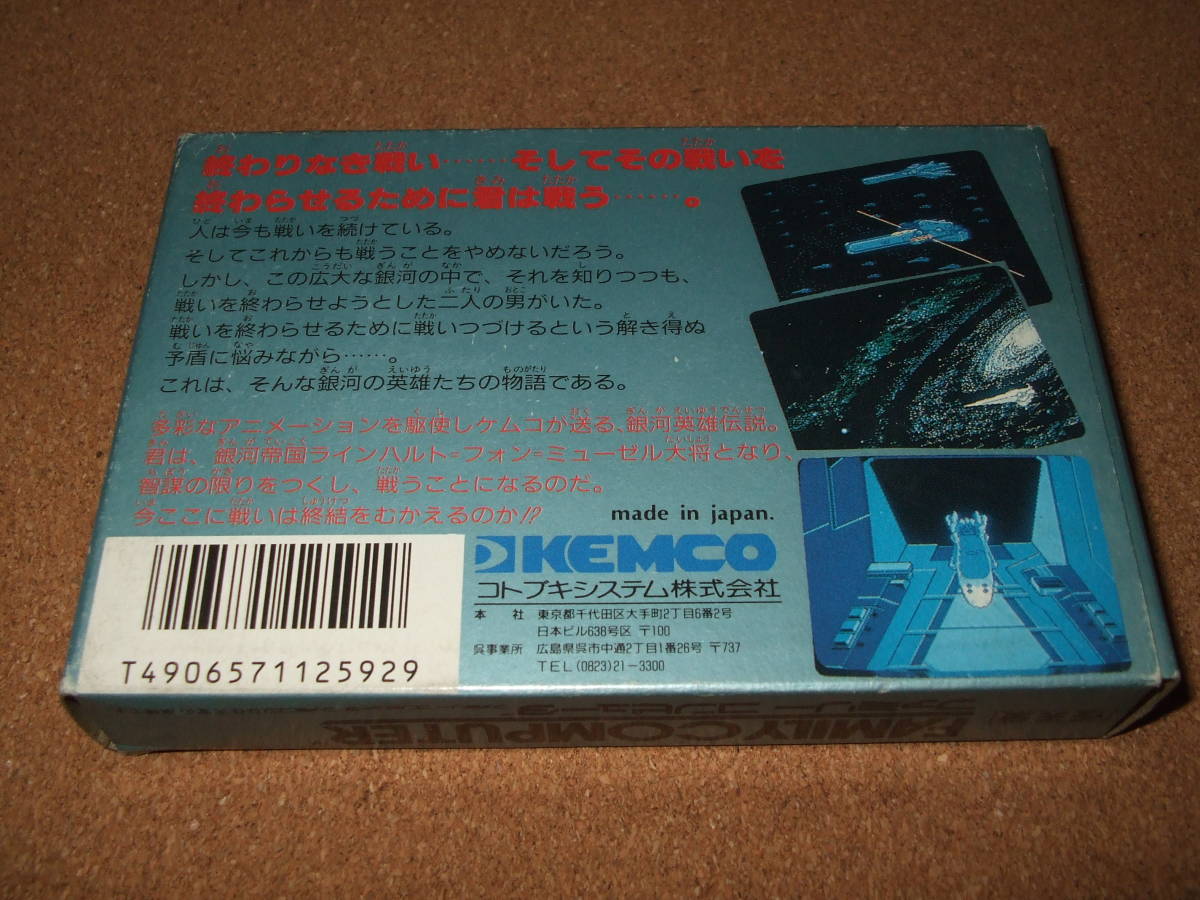 終わりなき戦い……そしてその戦いを
終わらせるために君は戦う……。
人は今も戦いを続けている。
そしてこれからも戦うことをやめないだろう。
しかし、この広大な銀河の中で、それを知りつつも、
戦いを終わらせようとした二人の男がいた。
戦いを終わらせるために戦いつづけるという解き得ぬ
矛盾に悩みながら……。
これは、そんな銀河の英雄たちの物語である。
多彩なアニメーションを駆使しケムコが送る、銀河英雄伝説。
君は、銀河帝国ラインハルト=フォン=ミューゼル大将となり、
智謀の限りをつくし、戦うことになるのだ。
今ここに戦いは終結をむかえるのか!?
made in japan.
KEMCO
コトブキシステム株式会社
本 社 東京都千代田区大手町2丁目6番2号
日本ビル638号区 〒100
呉事業所 広島県呉市中通2丁目1番26号 〒737
TEL(0823)21-3300
T4906571125929
ファミリー コンピュータ
FAMILY COMPUTER